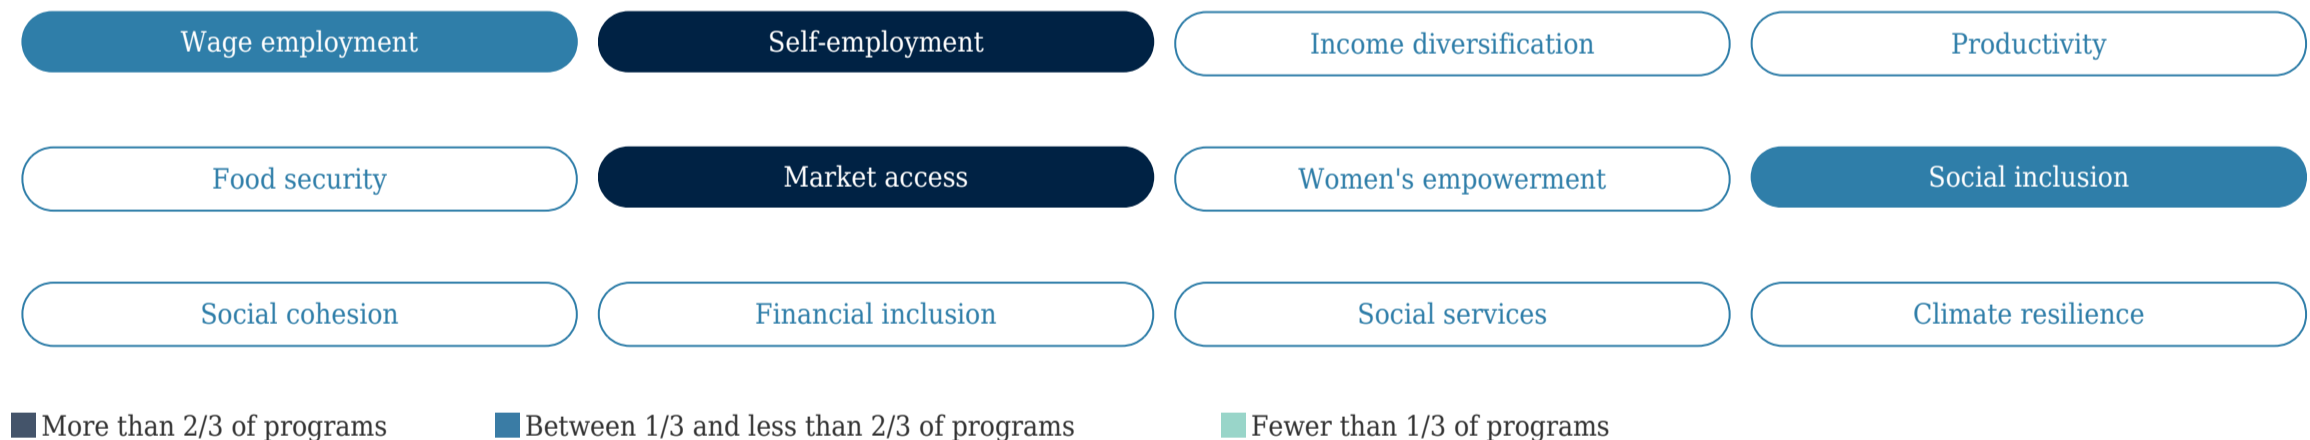 Wage employment
Self-employment
Income diversification
Productivity
Food security
Market access
Women's empowerment
Social inclusion
Social cohesion
Financial inclusion
Social services
Climate resilience
More than 2/3 of programs
Between 1/3 and less than 2/3 of programs
Fewer than 1/3 of programs